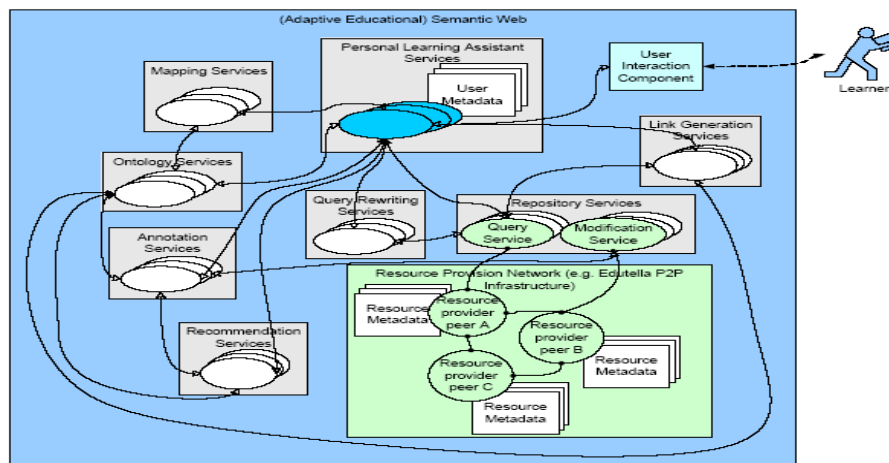 (Adaptive Educational) Semantic Web
Personal Learning Assistant
Services
User
Metadata
User
Interaction
Component
Learner
Mapping Services
Link Generation
Services
Ontology Services
Query Rewriting
Services
Repository Services
Query
Service
Modification
Service
Annotation
Services
Resource Provision Network (e.g. Edutella P2P
Infrastructure)
Resource
Metadata
Resource
provider
peer A
Resource
provider
peer B
Resource
Metadata
Recommendation
Services
Resource
provider
peer C
Resource
Metadata